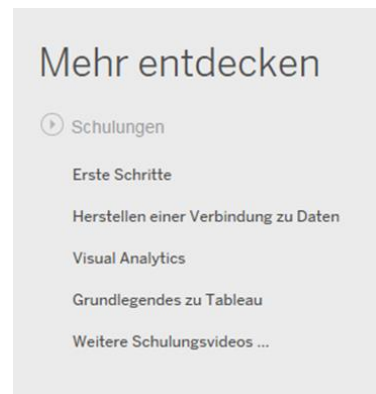 Mehr entdecken
Schulungen
Erste Schritte
Herstellen einer Verbindung zu Daten
Visual Analytics
Grundlegendes zu Tableau
Weitere Schulungsvideos ...